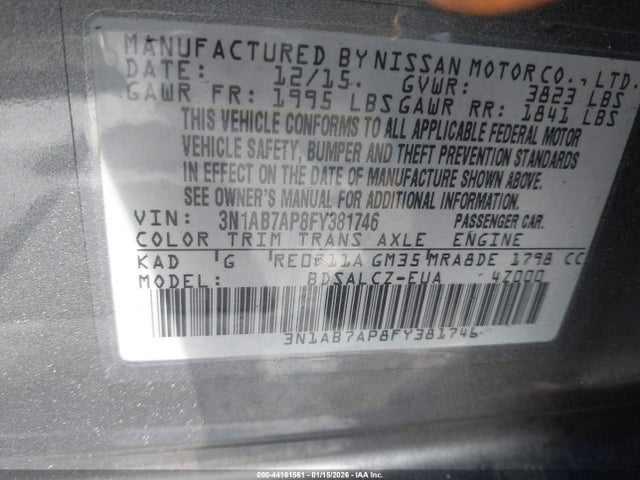 MANUFACTURED BY NISSAN MOTOR CO., LTD.
DATE: 12/15. GVWR: 3823 LBS
GAWR FR: 1995 LBS GAWR RR: 1841 LBS
THIS VEHICLE CONFORMS TO ALL APPLICABLE FEDERAL MOTOR
VEHICLE SAFETY, BUMPER AND THEFT PREVENTION STANDARDS
IN EFFECT ON THE DATE OF MANUFACTURE SHOWN ABOVE.
SEE OWNER'S MANUAL FOR ADDITIONAL INFORMATION.
VIN: 3N1AB7AP8FY381746 PASSENGER CAR.
COLOR TRIM TRANS AXLE ENGINE
KAD G RE0F11A GM35 MRA8DE 1798 CC
MODEL: BDSALCZ-EUA 4Z000
3N1AB7AP8FY381746
000-44161561 - 01/15/2026 - IAA Inc.